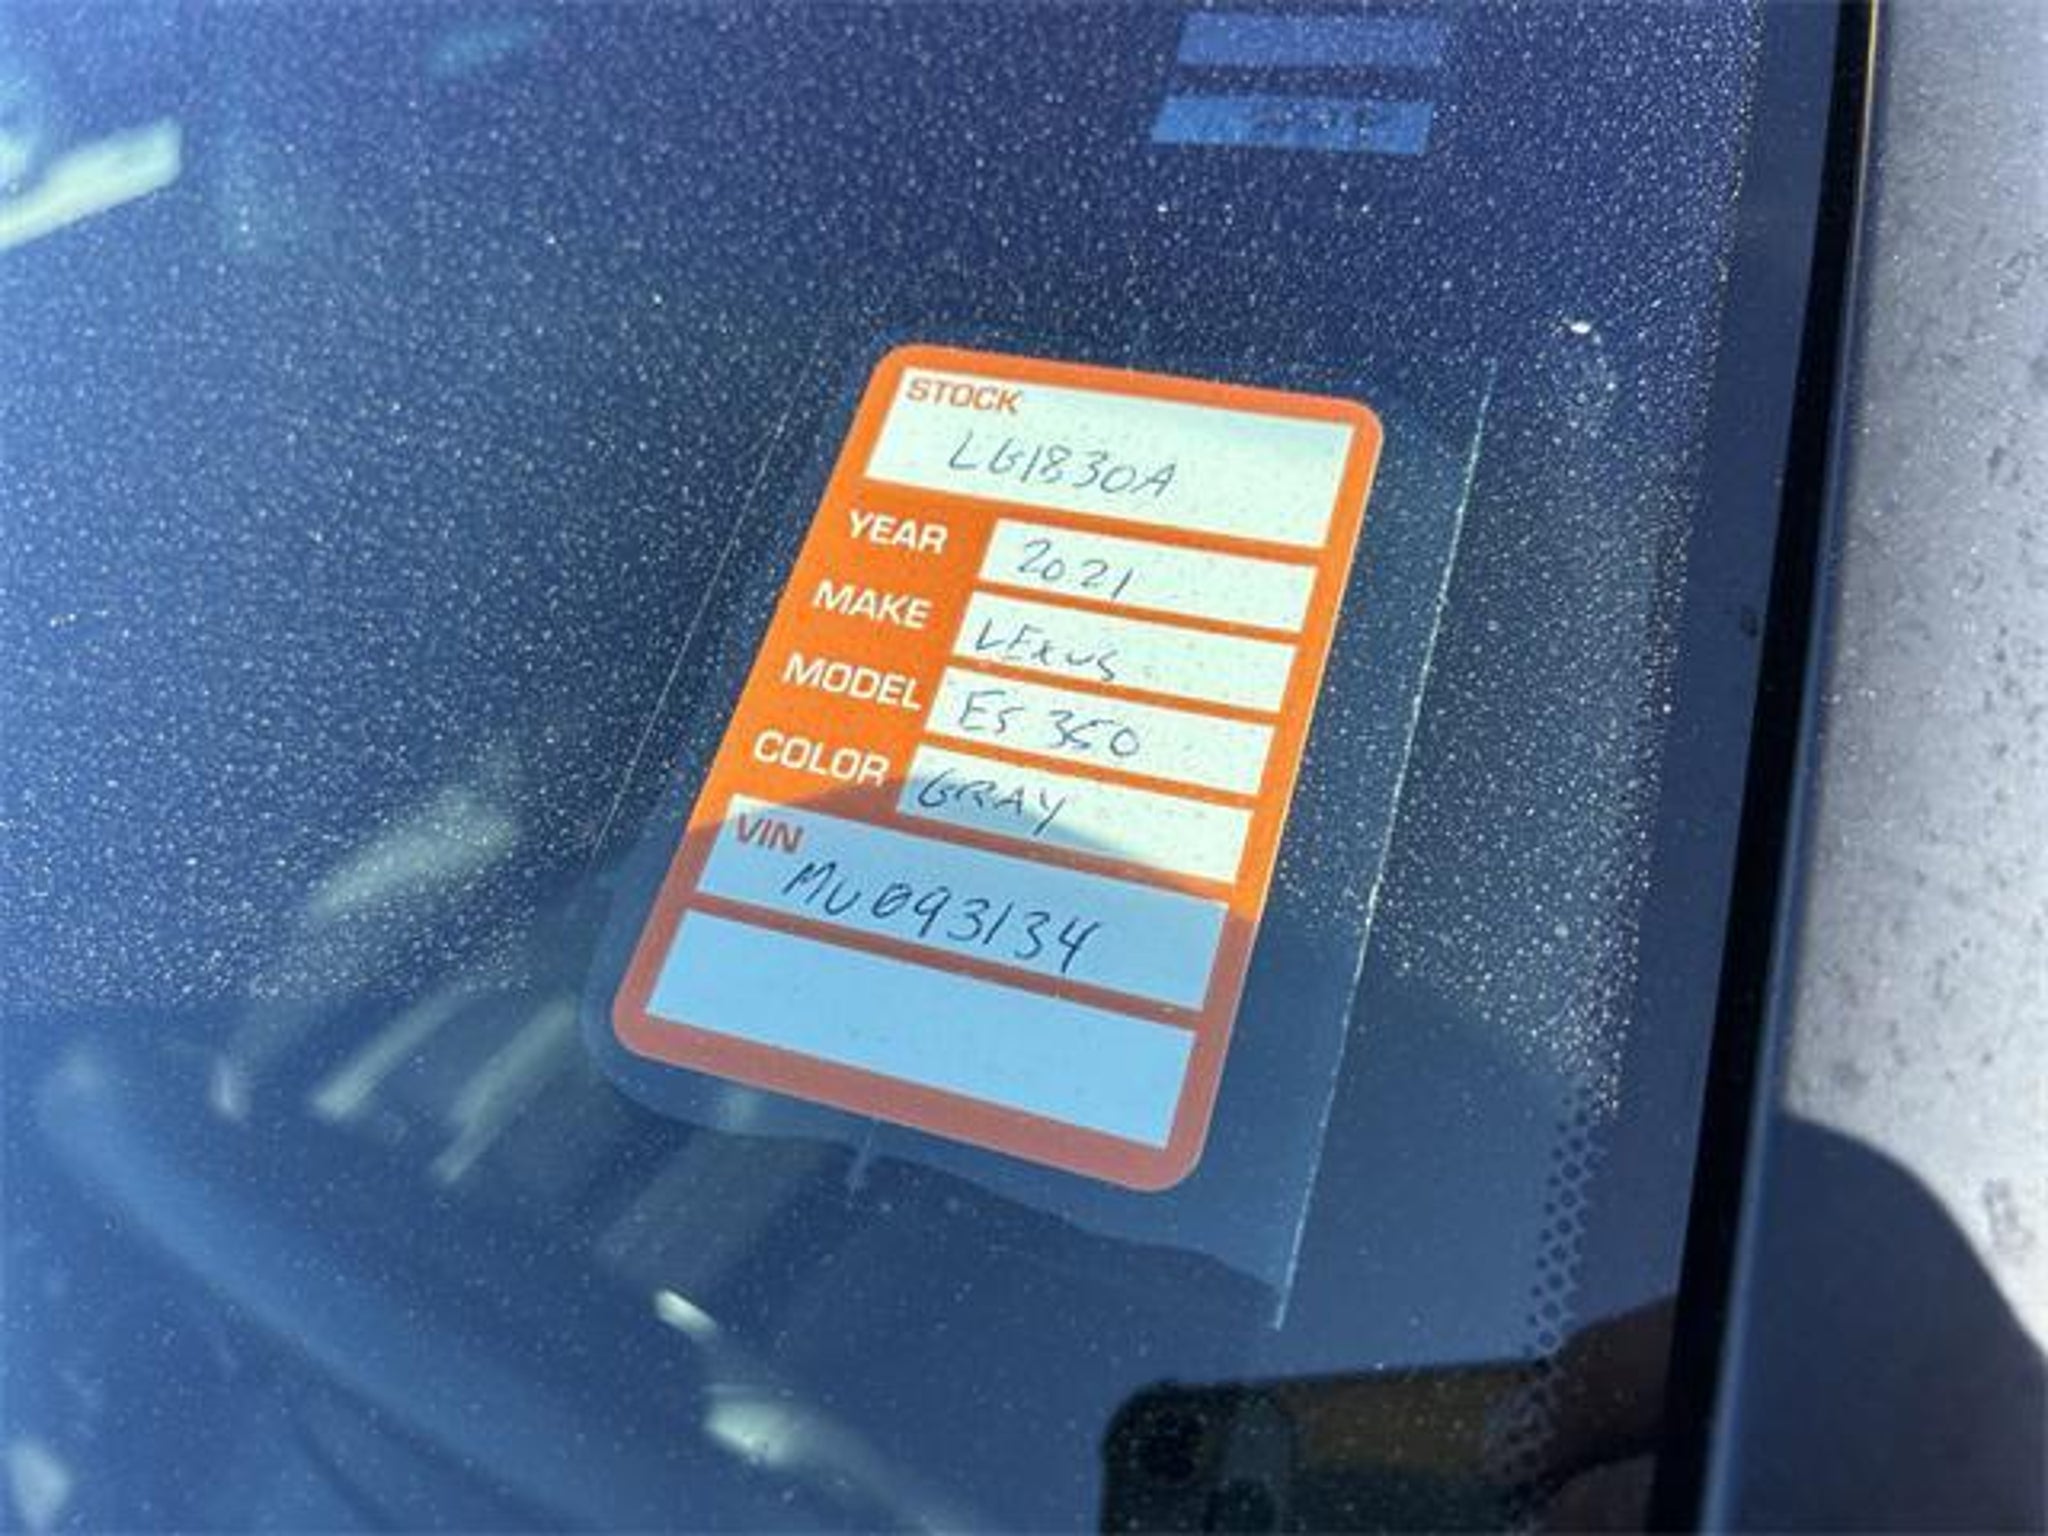 STOCK
LG1830A
YEAR 2021
MAKE LEXUS
MODEL ES 350
COLOR GRAY
VIN
MU093134